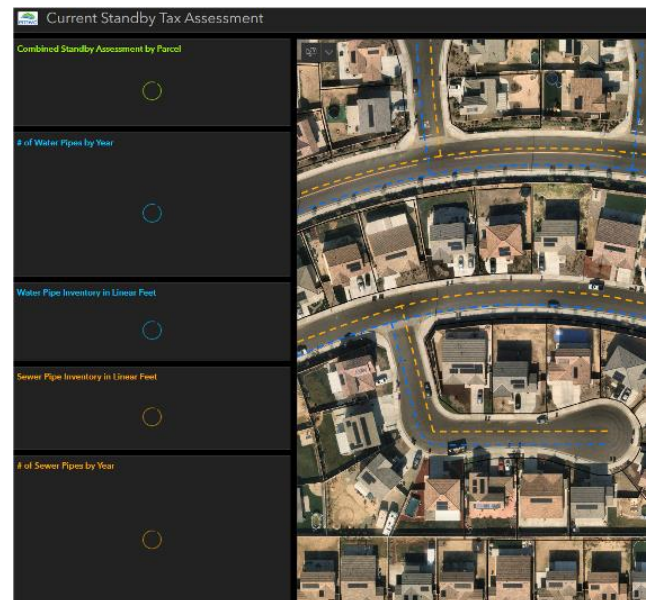 Current Standby Tax Assessment
Combined Standby Assessment by Parcel
# of Water Pipes by Year
Water Pipe Inventory in Linear Feet
Sewer Pipe Inventory in Linear Feet
# of Sewer Pipes by Year